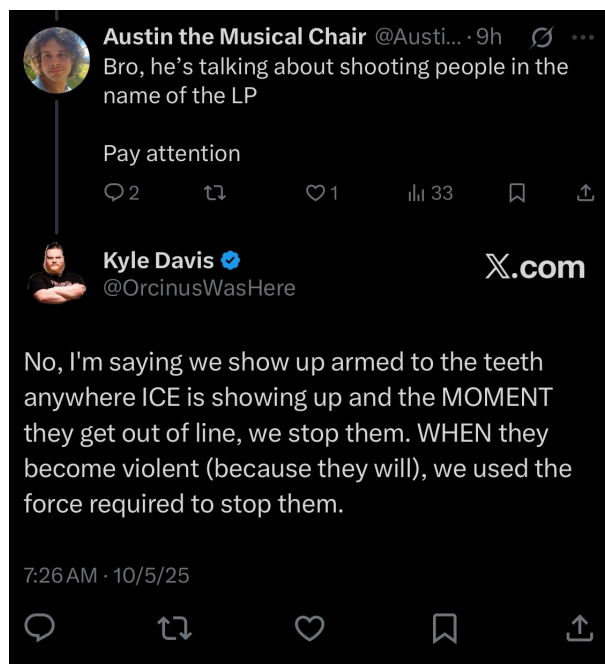 Austin the Musical Chair @Austi... · 9h
Bro, he’s talking about shooting people in the
name of the LP
Pay attention
2 1 33
Kyle Davis
@OrcinusWasHere
X.com
No, I'm saying we show up armed to the teeth
anywhere ICE is showing up and the MOMENT
they get out of line, we stop them. WHEN they
become violent (because they will), we used the
force required to stop them.
7:26 AM · 10/5/25